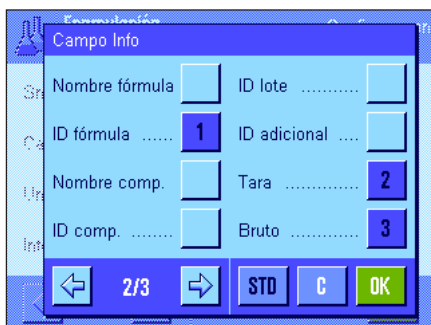 Formulación
Campo Info
Nombre fórmula
ID lote ...........
ID fórmula ...... 1
ID adicional ....
Nombre comp.
Tara ............. 2
ID comp. ........
Bruto ............ 3
2/3
STD
C
OK